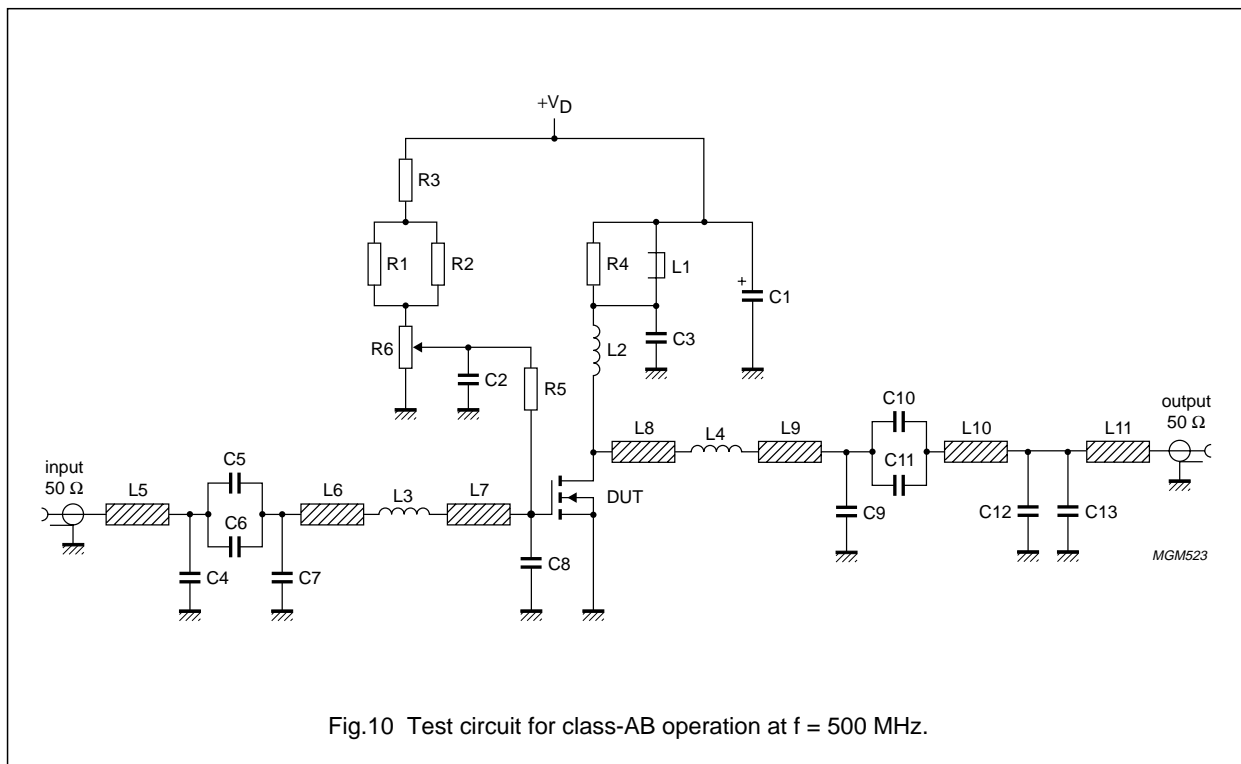 +VD
R3
R1
R2
R4
L1
+
C1
R6
C2
R5
L2
C3
C10
output
50 Ω
L8
L4
L9
L10
L11
C11
input
50 Ω
C5
L5
L6
L3
L7
DUT
C6
C9
C12
C13
C4
C7
C8
MGM523
Fig.10 Test circuit for class-AB operation at f = 500 MHz.